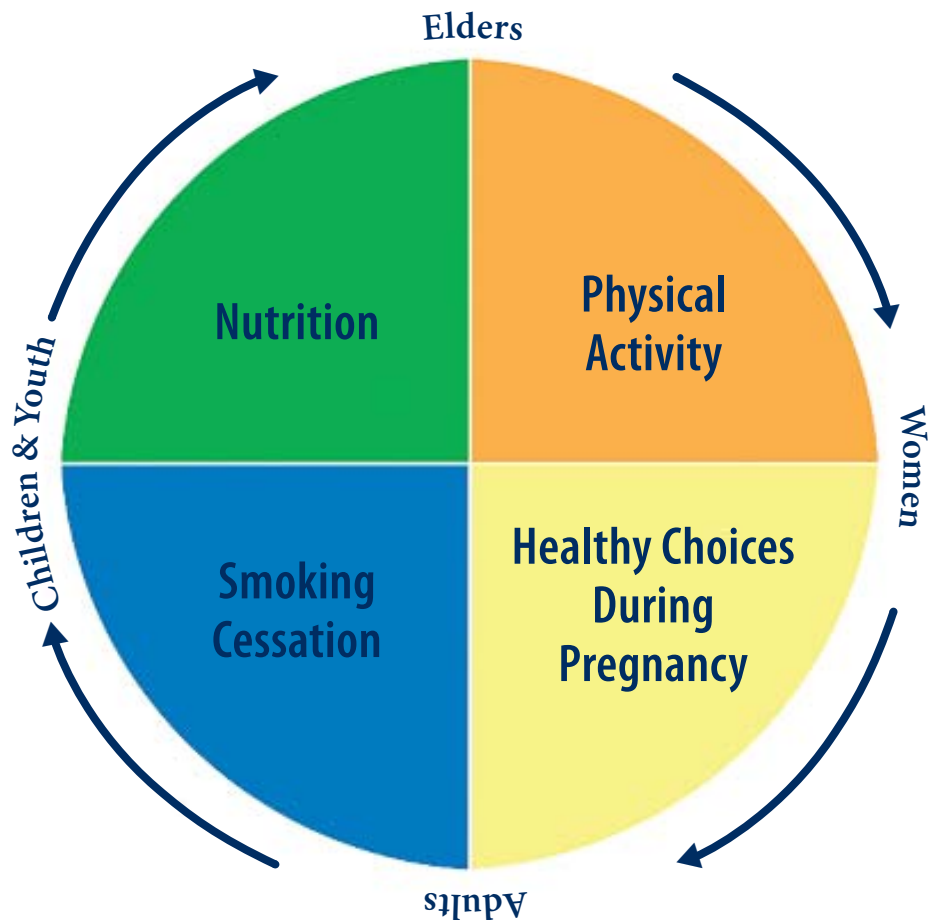 Elders
Nutrition
Physical
Activity
Children & Youth
Women
Smoking
Cessation
Healthy Choices
During
Pregnancy
Adults